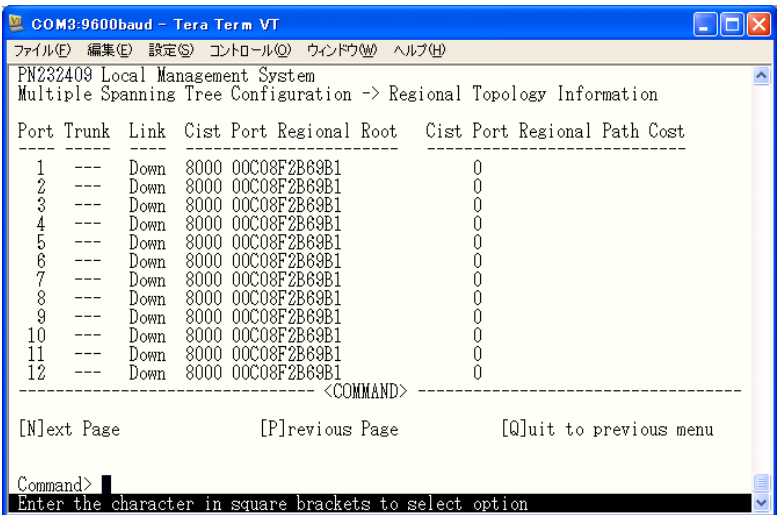 COM3:9600baud - Tera Term VT
ファイル(F) 編集(E) 設定(S) コントロール(O) ウィンドウ(W) ヘルプ(H)
PN232409 Local Management System
Multiple Spanning Tree Configuration -> Regional Topology Information
Port Trunk Link Cist Port Regional Root Cist Port Regional Path Cost
---- ----- ---- ----------------------- ----------------------------
1 --- Down 8000 00C08F2B69B1 0
2 --- Down 8000 00C08F2B69B1 0
3 --- Down 8000 00C08F2B69B1 0
4 --- Down 8000 00C08F2B69B1 0
5 --- Down 8000 00C08F2B69B1 0
6 --- Down 8000 00C08F2B69B1 0
7 --- Down 8000 00C08F2B69B1 0
8 --- Down 8000 00C08F2B69B1 0
9 --- Down 8000 00C08F2B69B1 0
10 --- Down 8000 00C08F2B69B1 0
11 --- Down 8000 00C08F2B69B1 0
12 --- Down 8000 00C08F2B69B1 0
--------------------------------- <COMMAND> ------------------------------------
[N]ext Page [P]revious Page [Q]uit to previous menu
Command>
Enter the character in square brackets to select option